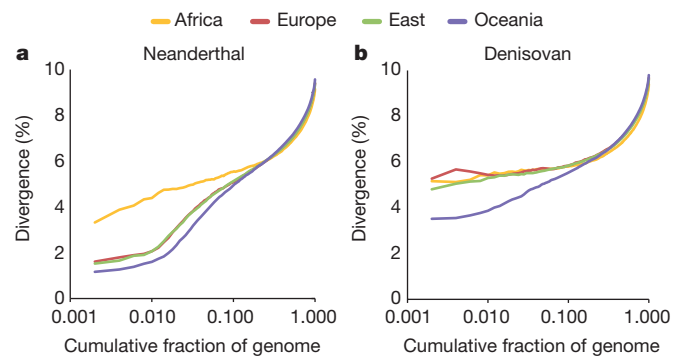 Africa Europe East Oceania
a Neanderthal
10
8
6
4
2
0
Divergence (%)
0.001 0.010 0.100 1.000
Cumulative fraction of genome
b Denisovan
10
8
6
4
2
0
Divergence (%)
0.001 0.010 0.100 1.000
Cumulative fraction of genome